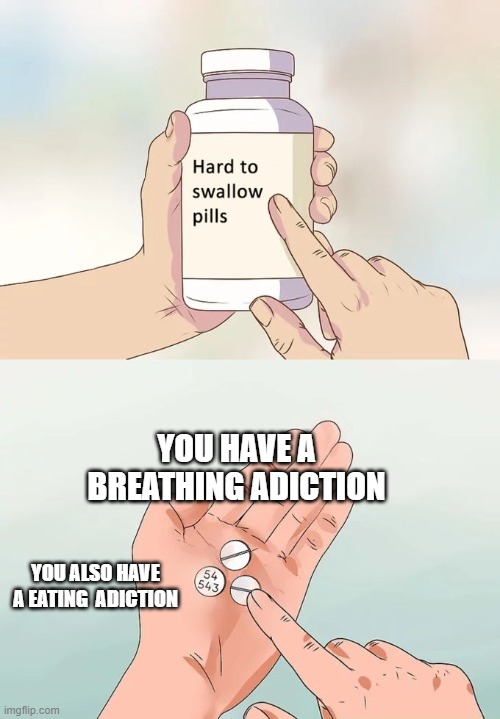 Hard to
swallow
pills
YOU HAVE A
BREATHING ADICTION
YOU ALSO HAVE
A EATING ADICTION
54
543
imgflip.com